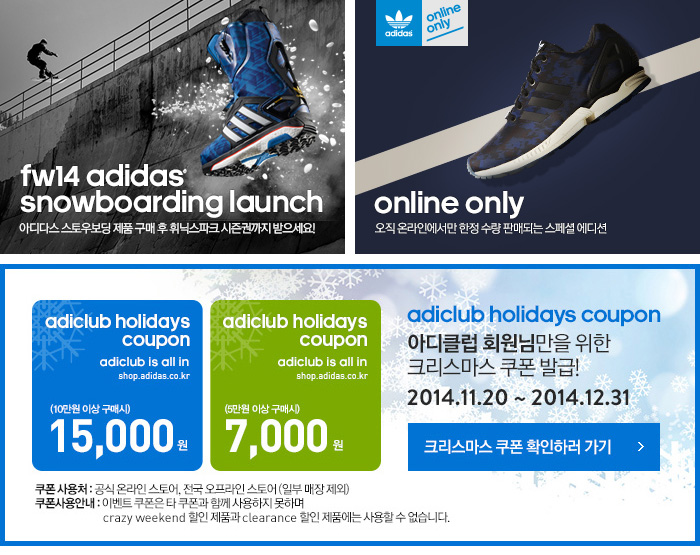 fw14 adidas
snowboarding launch
아디다스 스노우보딩 제품 구매 후 휘닉스파크 시즌권까지 받으세요!
adidas
online
only
online only
오직 온라인에서만 한정 수량 판매되는 스페셜 에디션
adiclub holidays
coupon
adiclub is all in
shop.adidas.co.kr
(10만원 이상 구매시)
15,000원
adiclub holidays
coupon
adiclub is all in
shop.adidas.co.kr
(5만원 이상 구매시)
7,000원
adiclub holidays coupon
아디클럽 회원님만을 위한
크리스마스 쿠폰 발급!
2014.11.20 ~ 2014.12.31
크리스마스 쿠폰 확인하러 가기 >
쿠폰 사용처 : 공식 온라인 스토어, 전국 오프라인 스토어 (일부 매장 제외)
쿠폰사용안내 : 이벤트 쿠폰은 타 쿠폰과 함께 사용하지 못하며
crazy weekend 할인 제품과 clearance 할인 제품에는 사용할 수 없습니다.